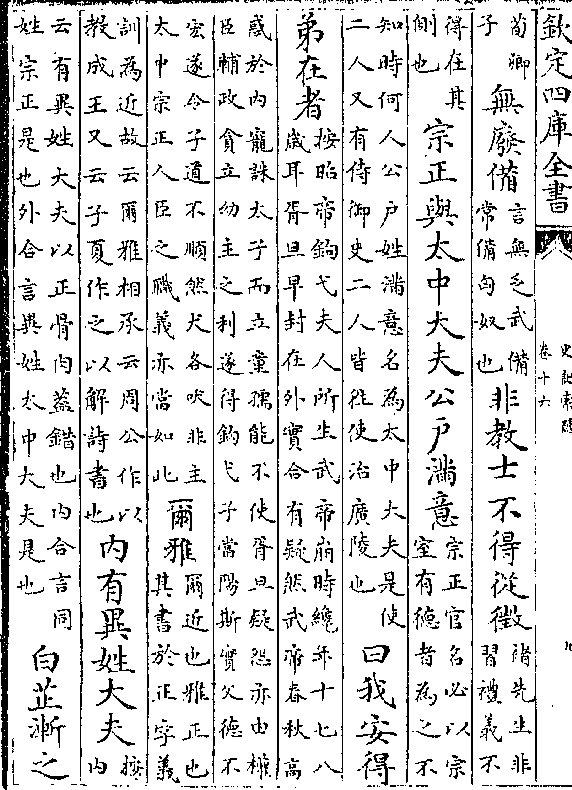 欽定四庫全書
史記索隱
卷十六
荀卿子無廢備言無乏武備常備匈奴也非教士不得從徵禇先生非習禮義不
得在其側也宗正與太中大夫公户滿意宗正官名必以宗室有德者為之不
知時何人公户姓滿意名為太中大夫是使二人又有侍御史二人皆往使治廣陵也曰我安得
弟在者按昭帝鉤弋夫人所生武帝崩時纔年十七八歲耳胥旦早封在外實合有疑然武帝春秋高
惑於内寵誅太子而立童孺能不使胥旦疑怨亦由權臣輔政貪立幼主之利遂得鉤弋子當陽斯實父德不
宏遂令子道不順然犬各吠非主太中宗正人臣之職義亦當如此爾雅爾近也雅正也其書於正字義
訓為近故云爾雅相承云周公作以教成王又云子夏作之以解詩書也内有異姓大夫按内
云有異姓大夫以正骨肉蓋錯也内合言同姓宗正是也外合言異姓太中大夫是也白芷漸之